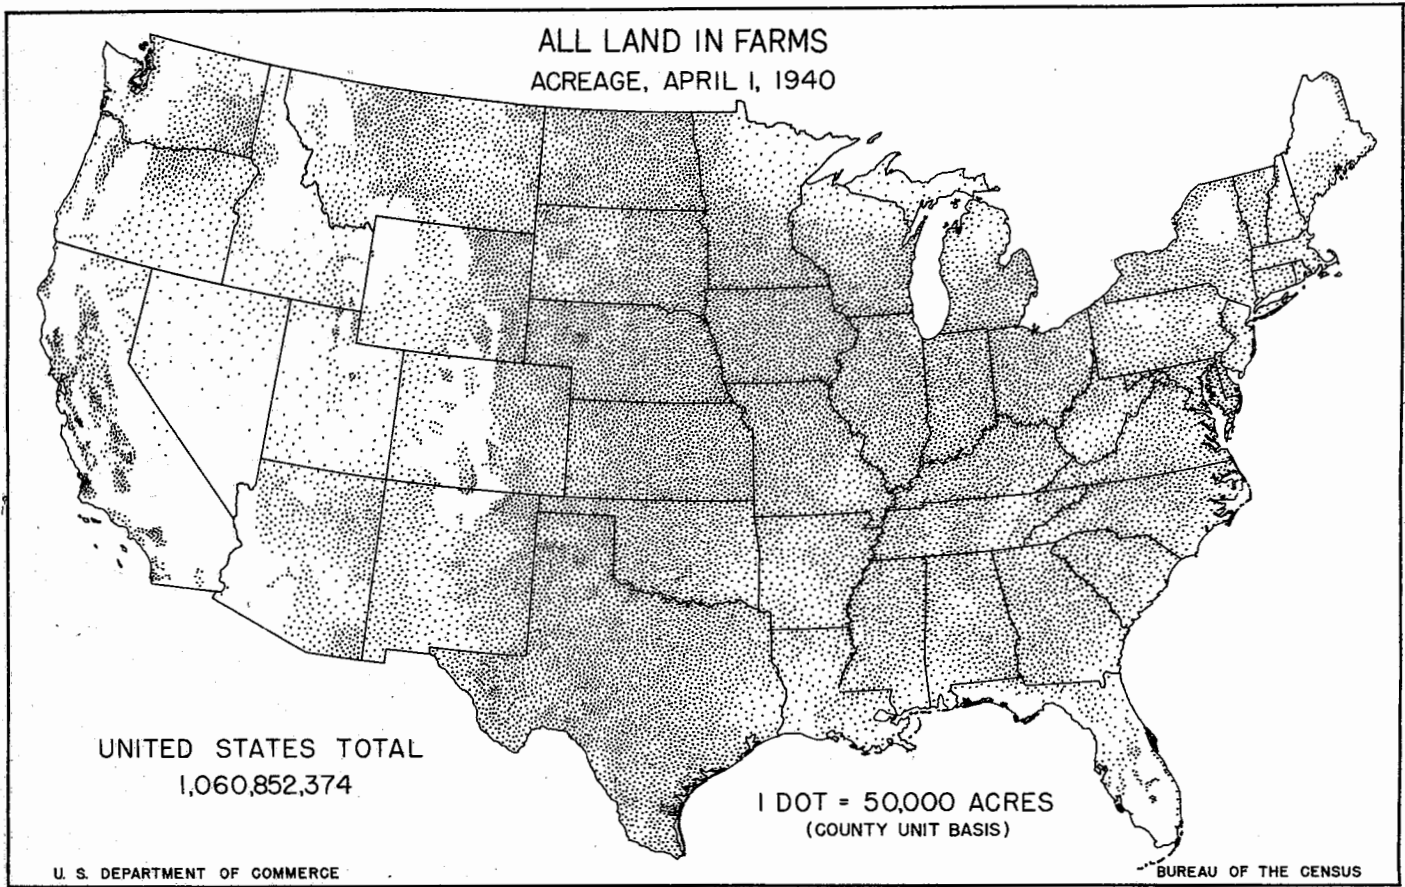 ALL LAND IN FARMS
ACREAGE, APRIL 1, 1940
UNITED STATES TOTAL
1,060,852,374
1 DOT = 50,000 ACRES
(COUNTY UNIT BASIS)
U. S. DEPARTMENT OF COMMERCE
BUREAU OF THE CENSUS